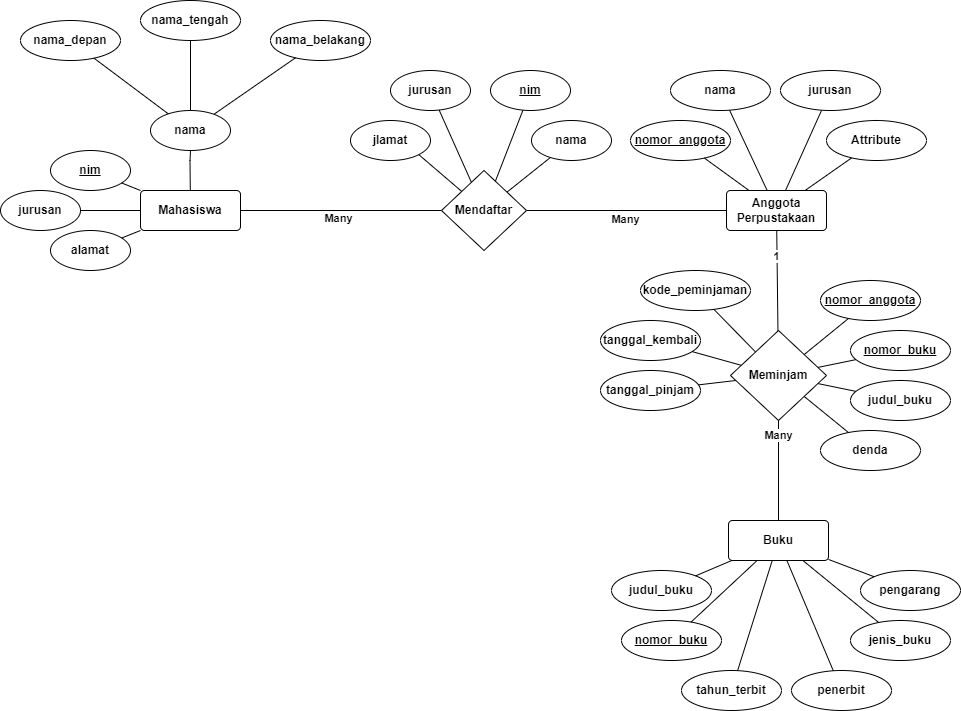 nama_tengah
nama_depan
nama_belakang
nama
jurusan
nim
nama
jurusan
jlamat
nama
nomor_anggota
Attribute
nim
jurusan
Mahasiswa
alamat
Many
Mendaftar
Many
Anggota
Perpustakaan
1
kode_peminjaman
nomor_anggota
tanggal_kembali
nomor_buku
Meminjam
tanggal_pinjam
judul_buku
Many
denda
Buku
judul_buku
pengarang
nomor_buku
jenis_buku
tahun_terbit
penerbit